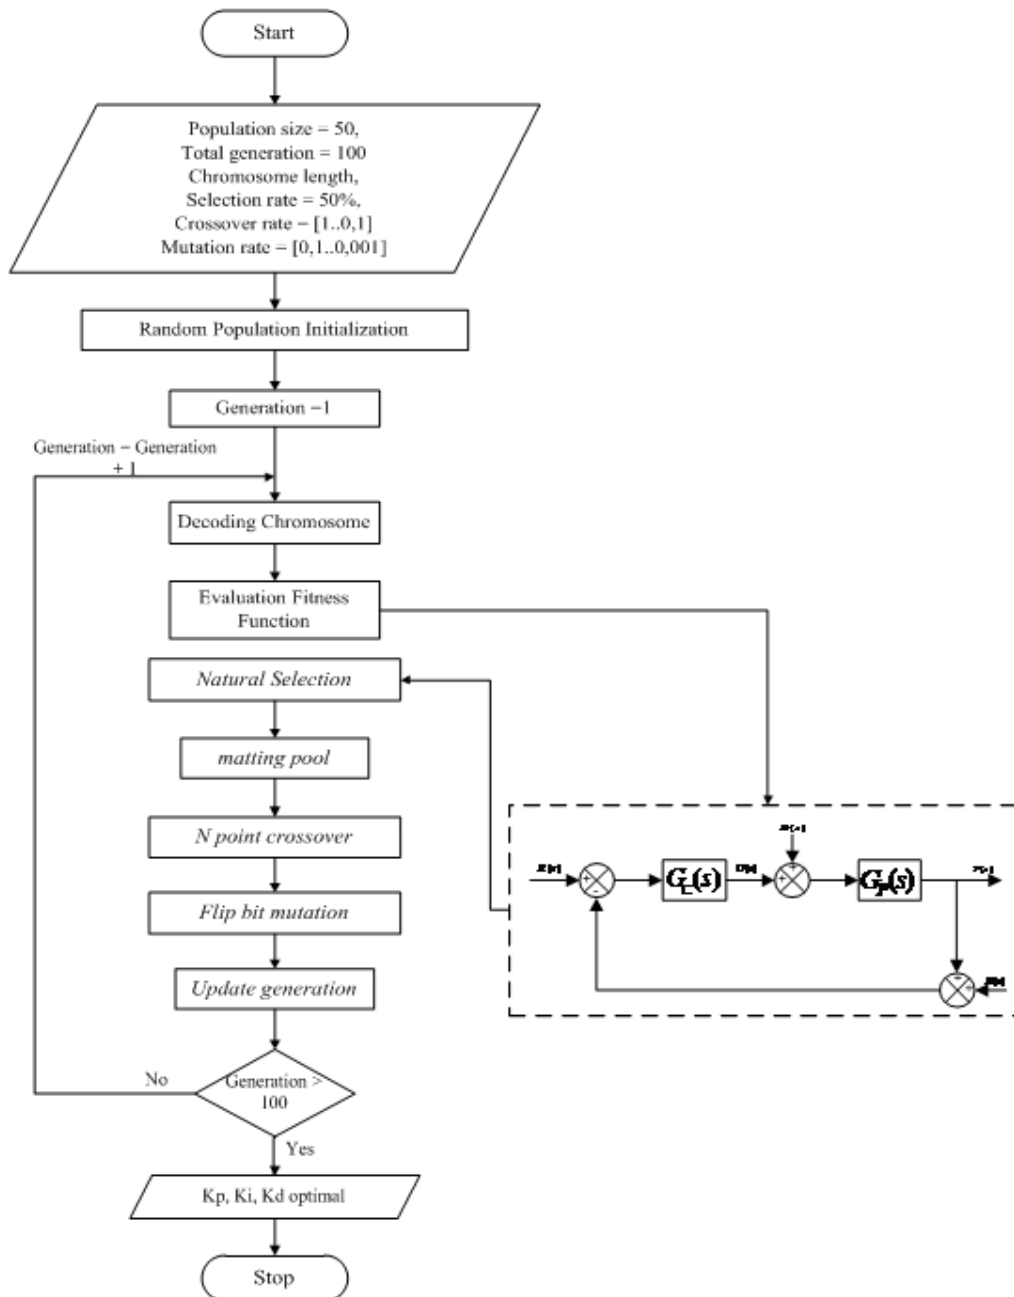 Start
Population size = 50,
Total generation = 100
Chromosome length,
Selection rate = 50%,
Crossover rate = [1..0,1]
Mutation rate = [0,1..0,001]
Random Population Initialization
Generation =1
Generation = Generation
+ 1
Decoding Chromosome
Evaluation Fitness
Function
Natural Selection
matting pool
N point crossover
Flip bit mutation
Update generation
Generation >
100
No
Yes
Kp, Ki, Kd optimal
Stop
+
-
G_C(s)
+
+
G_P(s)
-
+